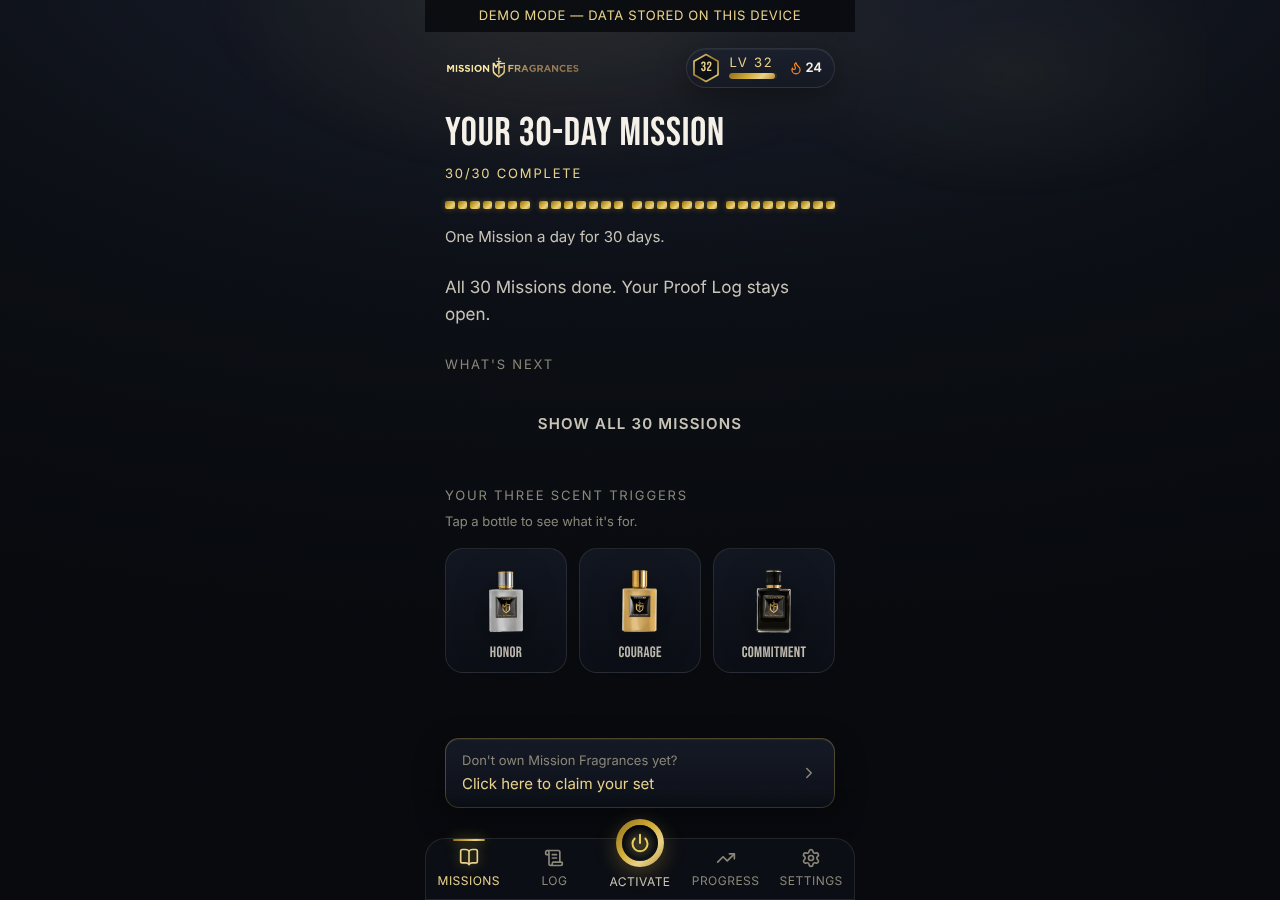 DEMO MODE — DATA STORED ON THIS DEVICE
MISSION FRAGRANCES
32
LV 32
24
YOUR 30-DAY MISSION
30/30 COMPLETE
One Mission a day for 30 days.
All 30 Missions done. Your Proof Log stays
open.
WHAT'S NEXT
SHOW ALL 30 MISSIONS
YOUR THREE SCENT TRIGGERS
Tap a bottle to see what it's for.
HONOR
COURAGE
COMMITMENT
Don't own Mission Fragrances yet?
Click here to claim your set
MISSIONS
LOG
ACTIVATE
PROGRESS
SETTINGS